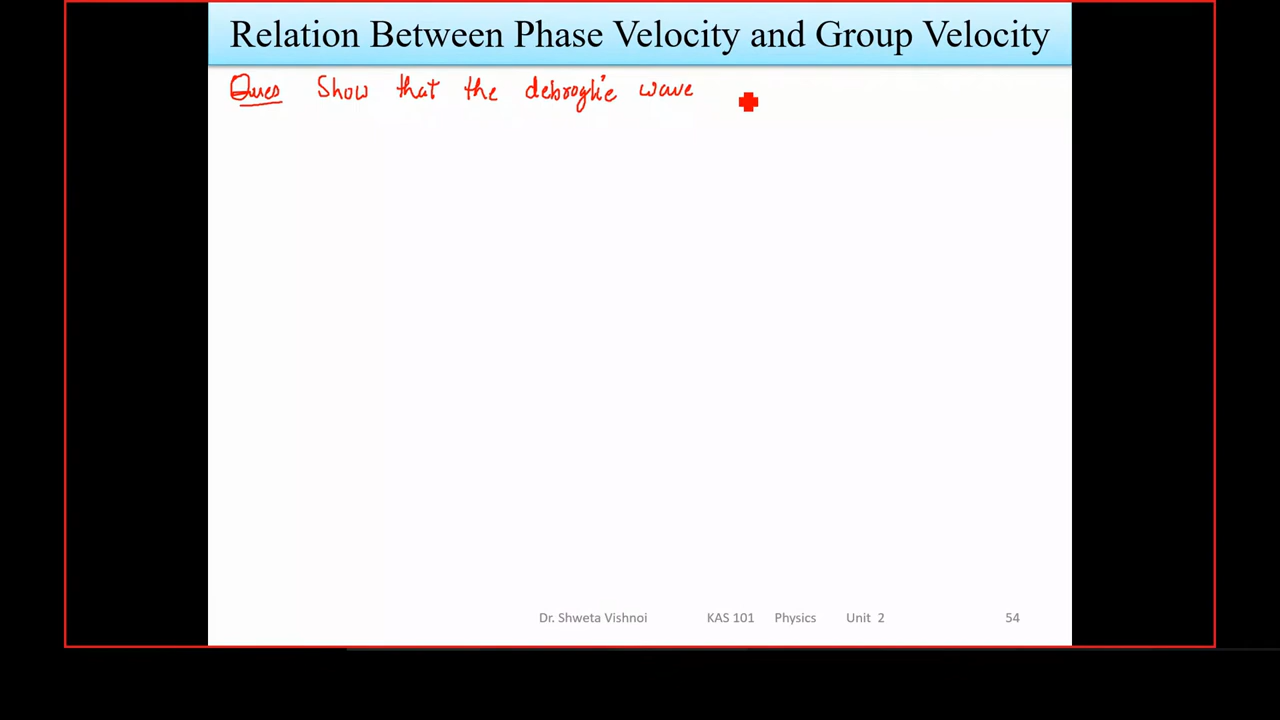 Relation Between Phase Velocity and Group Velocity
Ques Show that the debroglie wave
Dr. Shweta Vishnoi KAS 101 Physics Unit 2 54